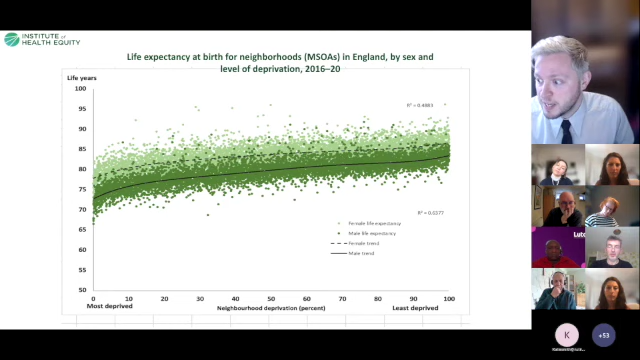 INSTITUTE of
HEALTH EQUITY
Life expectancy at birth for neighborhoods (MSOAs) in England, by sex and
level of deprivation, 2016–20
Life years
100
95
90
85
80
75
70
65
60
55
50
R² = 0.4883
R² = 0.6377
Female life expectancy
Male life expectancy
Female trend
Male trend
0 10 20 30 40 50 60 70 80 90 100
Most deprived Neighbourhood deprivation (percent) Least deprived
Luto
K
+53